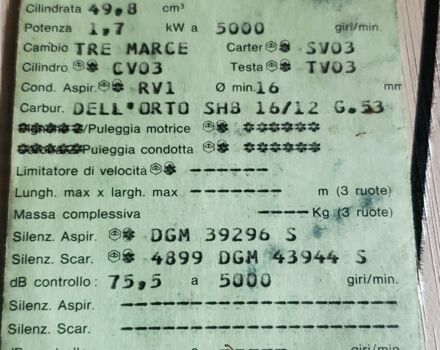 Cilindrata 49,8 cm³
Potenza 1,7 kW a 5000 giri/min.
Cambio TRE MARCE Carter SV03
Cilindro CV03 Testa TV03
Cond. Aspir. RV1 Ø min. 16 mm
Carbur. DELL'ORTO SHB 16/12 G.53
/Puleggia motrice ******
/Puleggia condotta ******
Limitatore di velocità -------
Lungh. max x largh. max ------- m (3 ruote)
Massa complessiva ----- Kg (3 ruote)
Silenz. Aspir. DGM 39296 S
Silenz. Scar. 4899 DGM 43944 S
dB controllo: 75,5 a 5000 giri/min.
Silenz. Aspir. --------------------
Silenz. Scar. --------------------